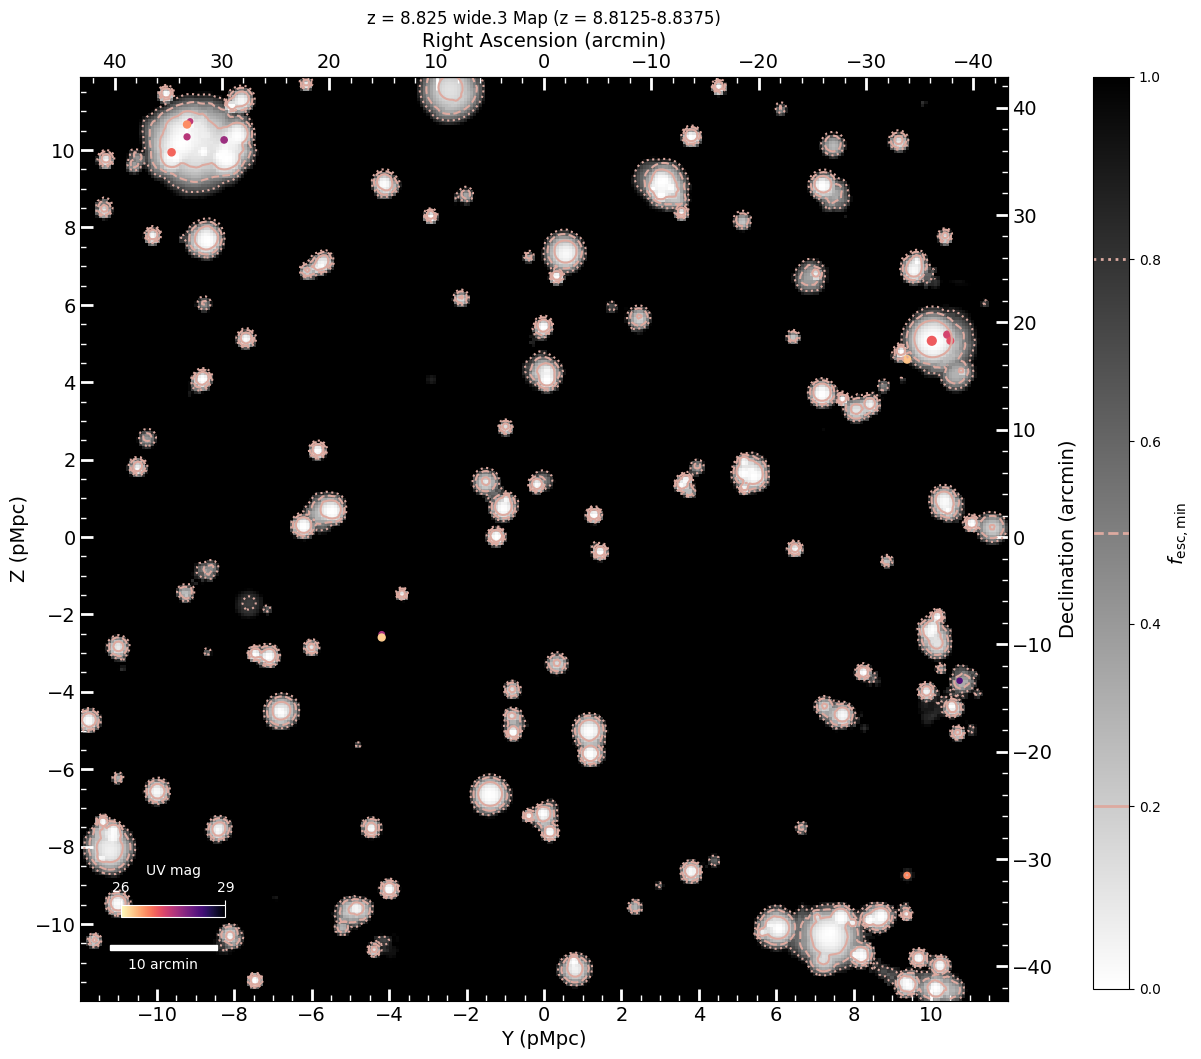 z = 8.825 wide.3 Map (z = 8.8125-8.8375)
Right Ascension (arcmin)
40 30 20 10 0 −10 −20 −30 −40
10
8
6
4
2
0
−2
−4
−6
−8
−10
Z (pMpc)
40
30
20
10
0
−10
−20
−30
−40
Declination (arcmin)
1.0
0.8
0.6
0.4
0.2
0.0
fesc,min
UV mag
26 29
10 arcmin
−10 −8 −6 −4 −2 0 2 4 6 8 10
Y (pMpc)